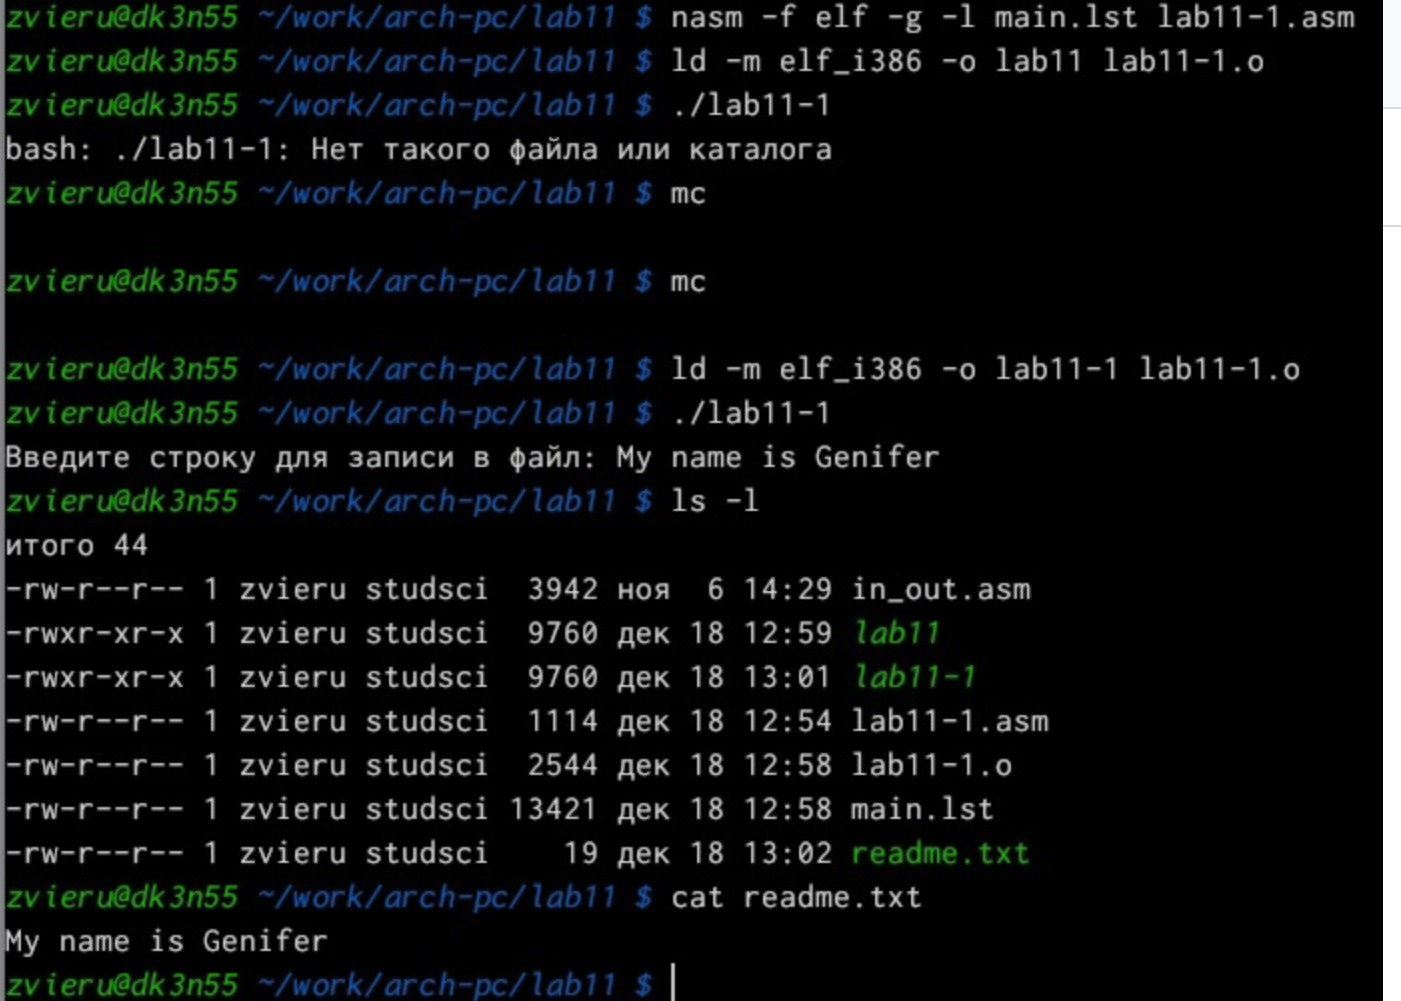 zvieru@dk3n55 ~/work/arch-pc/lab11 $ nasm -f elf -g -l main.lst lab11-1.asm
zvieru@dk3n55 ~/work/arch-pc/lab11 $ ld -m elf_i386 -o lab11 lab11-1.o
zvieru@dk3n55 ~/work/arch-pc/lab11 $ ./lab11-1
bash: ./lab11-1: Нет такого файла или каталога
zvieru@dk3n55 ~/work/arch-pc/lab11 $ mc
zvieru@dk3n55 ~/work/arch-pc/lab11 $ mc
zvieru@dk3n55 ~/work/arch-pc/lab11 $ ld -m elf_i386 -o lab11-1 lab11-1.o
zvieru@dk3n55 ~/work/arch-pc/lab11 $ ./lab11-1
Введите строку для записи в файл: My name is Genifer
zvieru@dk3n55 ~/work/arch-pc/lab11 $ ls -l
итого 44
-rw-r--r-- 1 zvieru studsci  3942 ноя  6 14:29 in_out.asm
-rwxr-xr-x 1 zvieru studsci  9760 дек 18 12:59 lab11
-rwxr-xr-x 1 zvieru studsci  9760 дек 18 13:01 lab11-1
-rw-r--r-- 1 zvieru studsci  1114 дек 18 12:54 lab11-1.asm
-rw-r--r-- 1 zvieru studsci  2544 дек 18 12:58 lab11-1.o
-rw-r--r-- 1 zvieru studsci 13421 дек 18 12:58 main.lst
-rw-r--r-- 1 zvieru studsci    19 дек 18 13:02 readme.txt
zvieru@dk3n55 ~/work/arch-pc/lab11 $ cat readme.txt
My name is Genifer
zvieru@dk3n55 ~/work/arch-pc/lab11 $